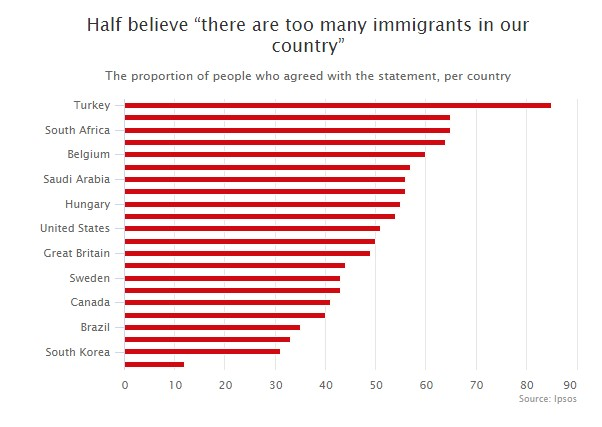 Half believe “there are too many immigrants in our
country”
The proportion of people who agreed with the statement, per country
Turkey
South Africa
Belgium
Saudi Arabia
Hungary
United States
Great Britain
Sweden
Canada
Brazil
South Korea
0 10 20 30 40 50 60 70 80 90
Source: Ipsos